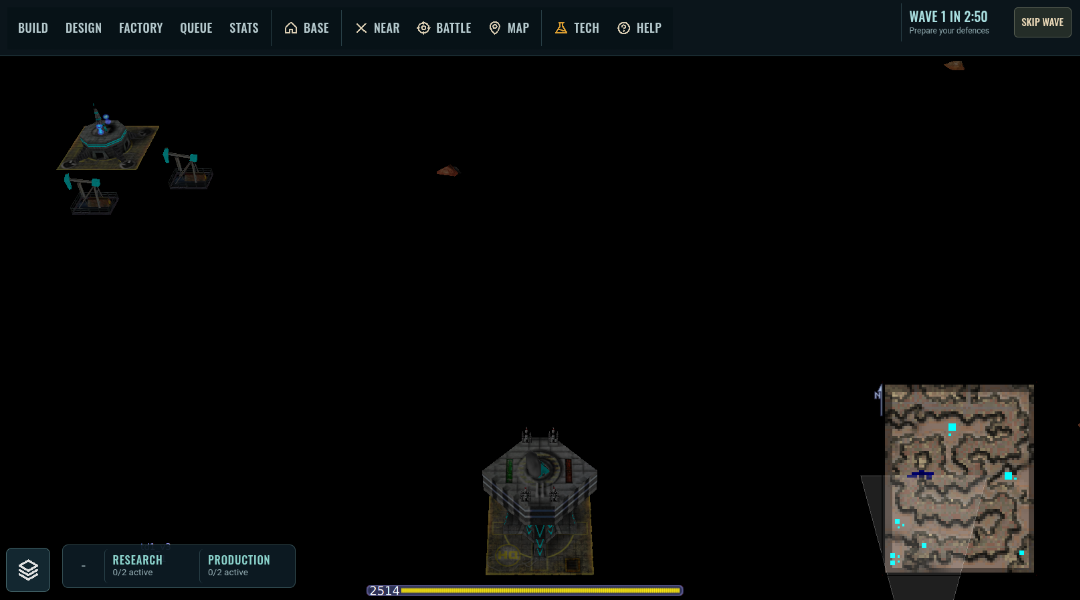 BUILD DESIGN FACTORY QUEUE STATS BASE NEAR BATTLE MAP TECH HELP
WAVE 1 IN 2:50
Prepare your defences
SKIP WAVE
N
RESEARCH
0/2 active
PRODUCTION
0/2 active
2514